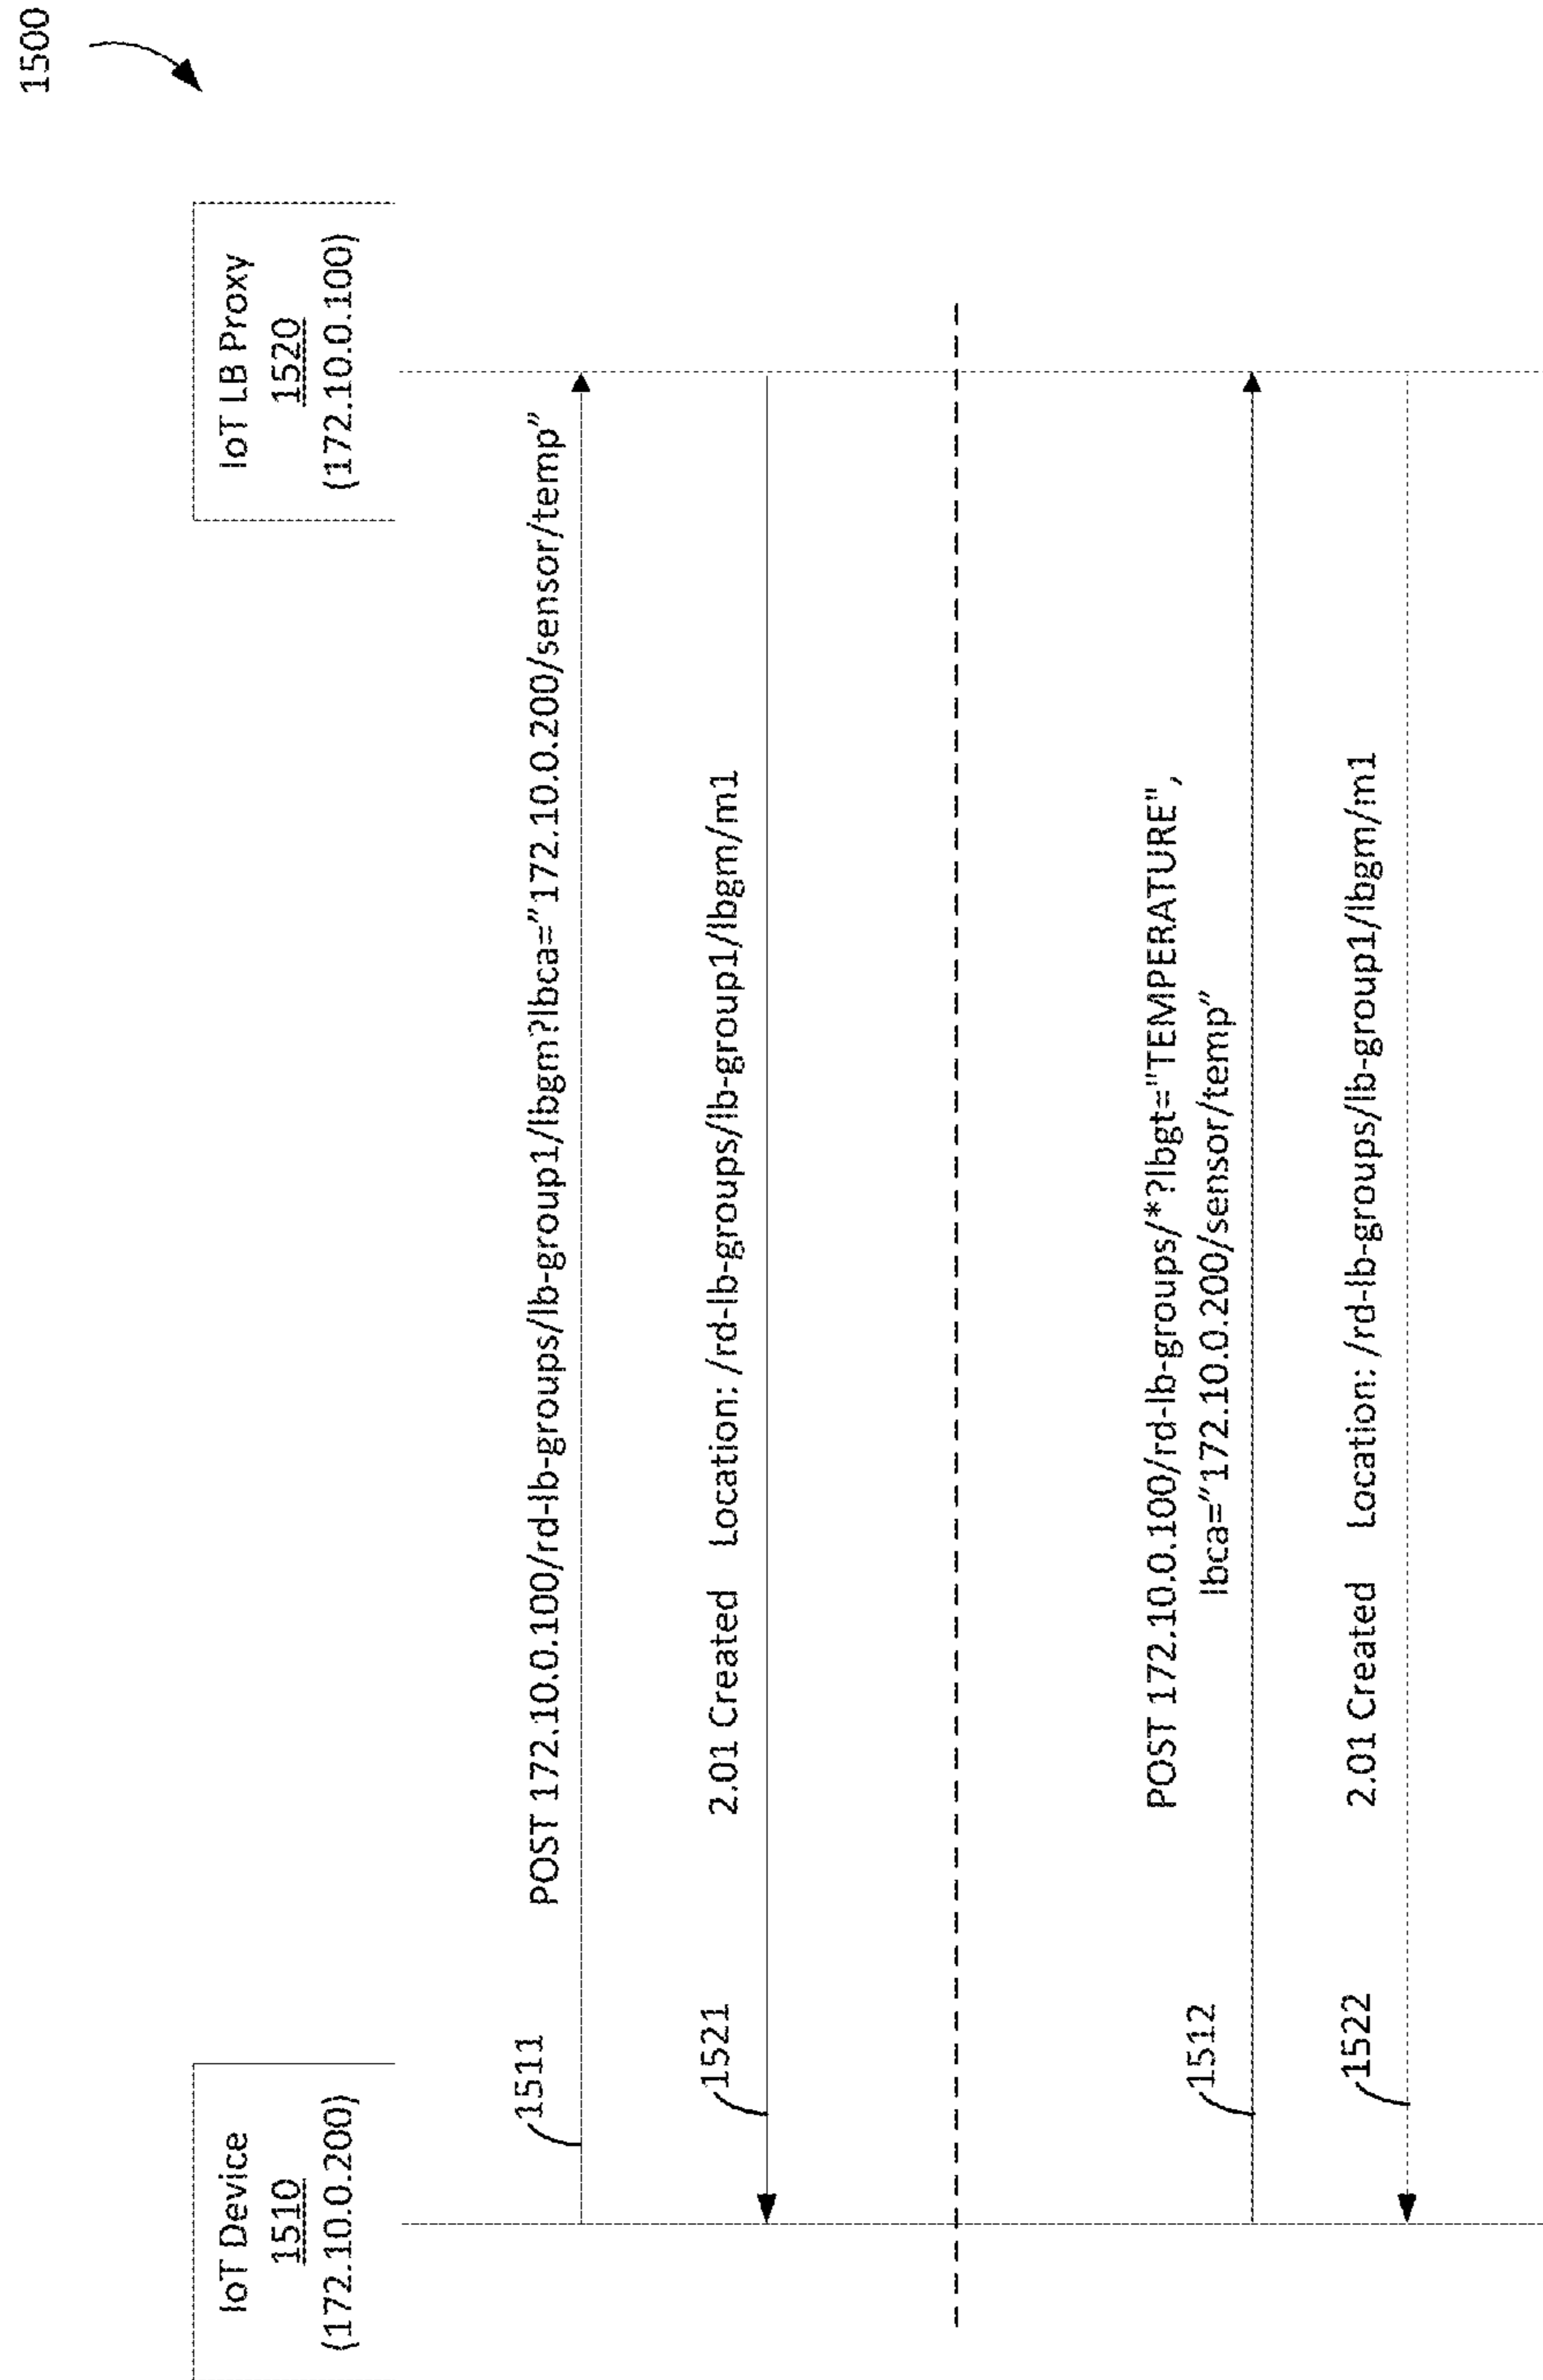 1500
IoT Device
1510
(172.10.0.200)
IoT LB Proxy
1520
(172.10.0.100)
1511
POST 172.10.0.100/rd-lb-groups/lb-group1/lbgm?lbca=”172.10.0.200/sensor/temp”
1521
2.01 Created Location: /rd-lb-groups/lb-group1/lbgm/m1
1512
POST 172.10.0.100/rd-lb-groups/*?lbgt="TEMPERATURE",
lbca=”172.10.0.200/sensor/temp”
1522
2.01 Created Location: /rd-lb-groups/lb-group1/lbgm/m1